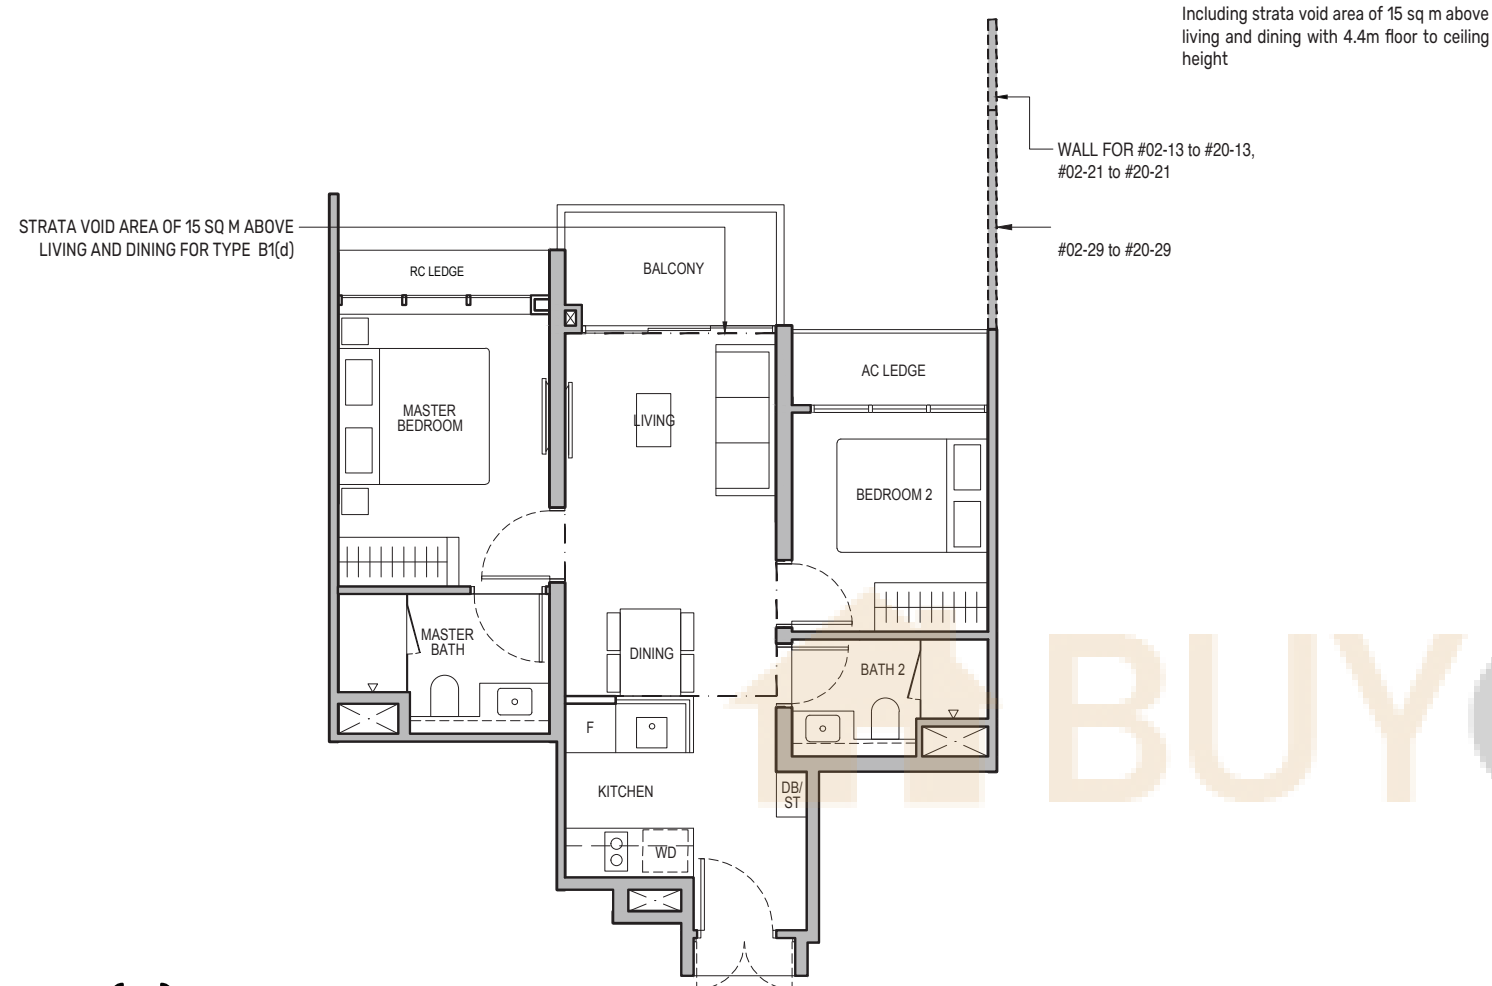 Including strata void area of 15 sq m above
living and dining with 4.4m floor to ceiling
height
WALL FOR #02-13 to #20-13,
#02-21 to #20-21
#02-29 to #20-29
STRATA VOID AREA OF 15 SQ M ABOVE
LIVING AND DINING FOR TYPE B1(d)
RC LEDGE
BALCONY
AC LEDGE
MASTER
BEDROOM
LIVING
BEDROOM 2
MASTER
BATH
DINING
BATH 2
F
KITCHEN
DB/
ST
WD
BUY